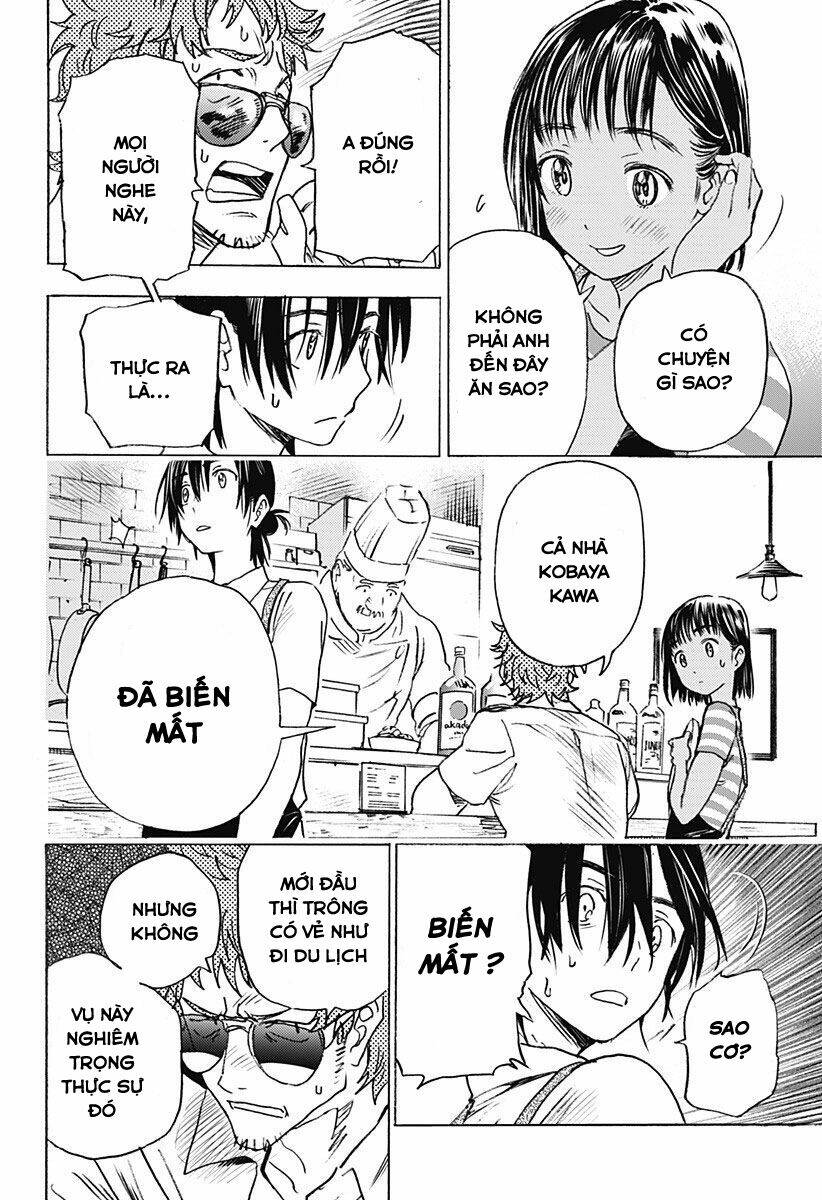 CÓ
CHUYỆN
GÌ SAO?
KHÔNG
PHẢI ANH
ĐẾN ĐÂY
ĂN SAO?
A ĐÚNG
RỒI!
MỌI
NGƯỜI
NGHE
NÀY,
THỰC RA
LÀ...
CẢ NHÀ
KOBAYA
KAWA
ĐÃ BIẾN
MẤT
BIẾN
MẤT ?
SAO
CƠ?
MỚI ĐẦU
THÌ TRÔNG
CÓ VẺ NHƯ
ĐI DU LỊCH
NHƯNG
KHÔNG
VỤ NÀY
NGHIÊM
TRỌNG
THỰC SỰ
ĐÓ